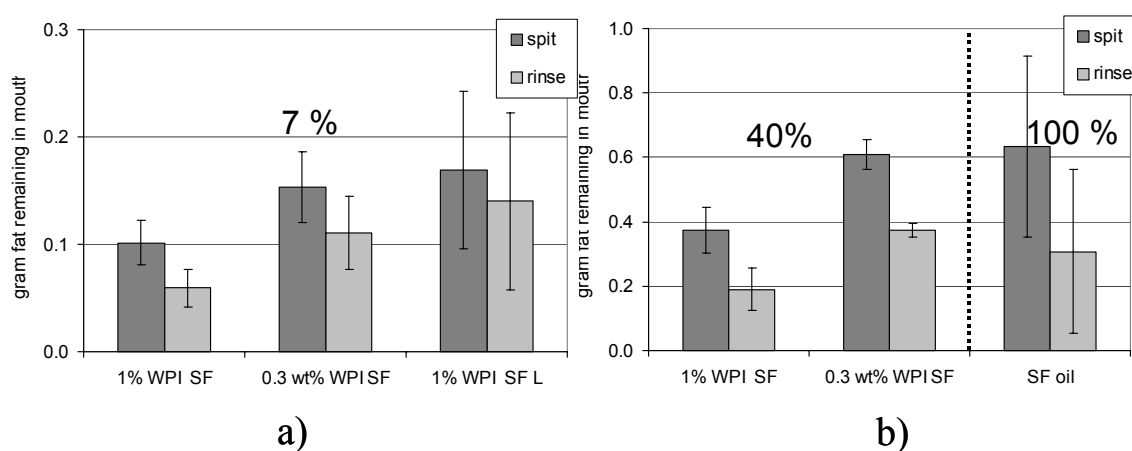 0.3
0.2
0.1
0.0
gram fat remaining in mouth
7 %
spit
rinse
1% WPI SF
0.3 wt% WPI SF
1% WPI SF L
a)
1.0
0.8
0.6
0.4
0.2
0.0
gram fat remaining in mouth
40%
100 %
spit
rinse
1% WPI SF
0.3 wt% WPI SF
SF oil
b)